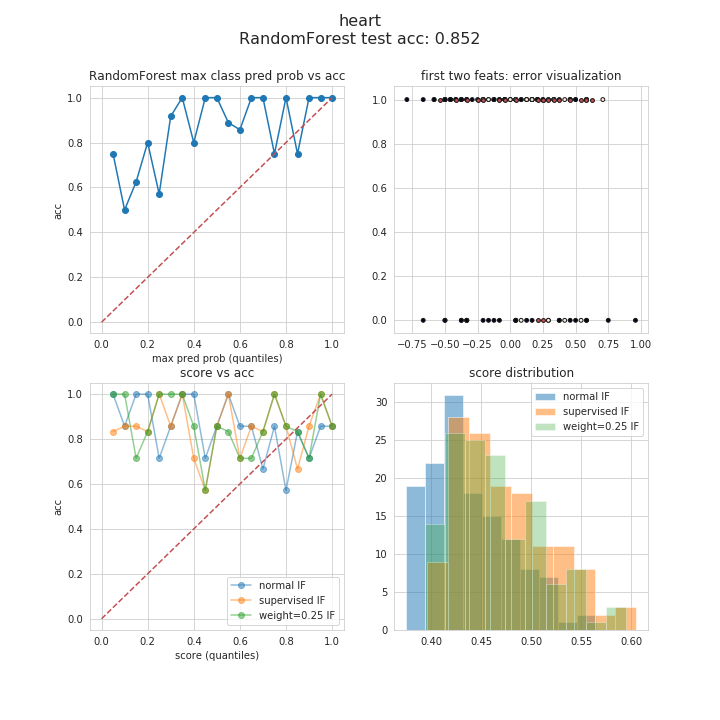 heart
RandomForest test acc: 0.852
RandomForest max class pred prob vs acc
1.0
0.8
0.6
0.4
0.2
0.0
acc
0.0 0.2 0.4 0.6 0.8 1.0
max pred prob (quantiles)
first two feats: error visualization
1.0
0.8
0.6
0.4
0.2
0.0
−0.75 −0.50 −0.25 0.00 0.25 0.50 0.75 1.00
score vs acc
1.0
0.8
0.6
0.4
0.2
0.0
acc
normal IF
supervised IF
weight=0.25 IF
0.0 0.2 0.4 0.6 0.8 1.0
score (quantiles)
score distribution
30
25
20
15
10
5
0
normal IF
supervised IF
weight=0.25 IF
0.40 0.45 0.50 0.55 0.60